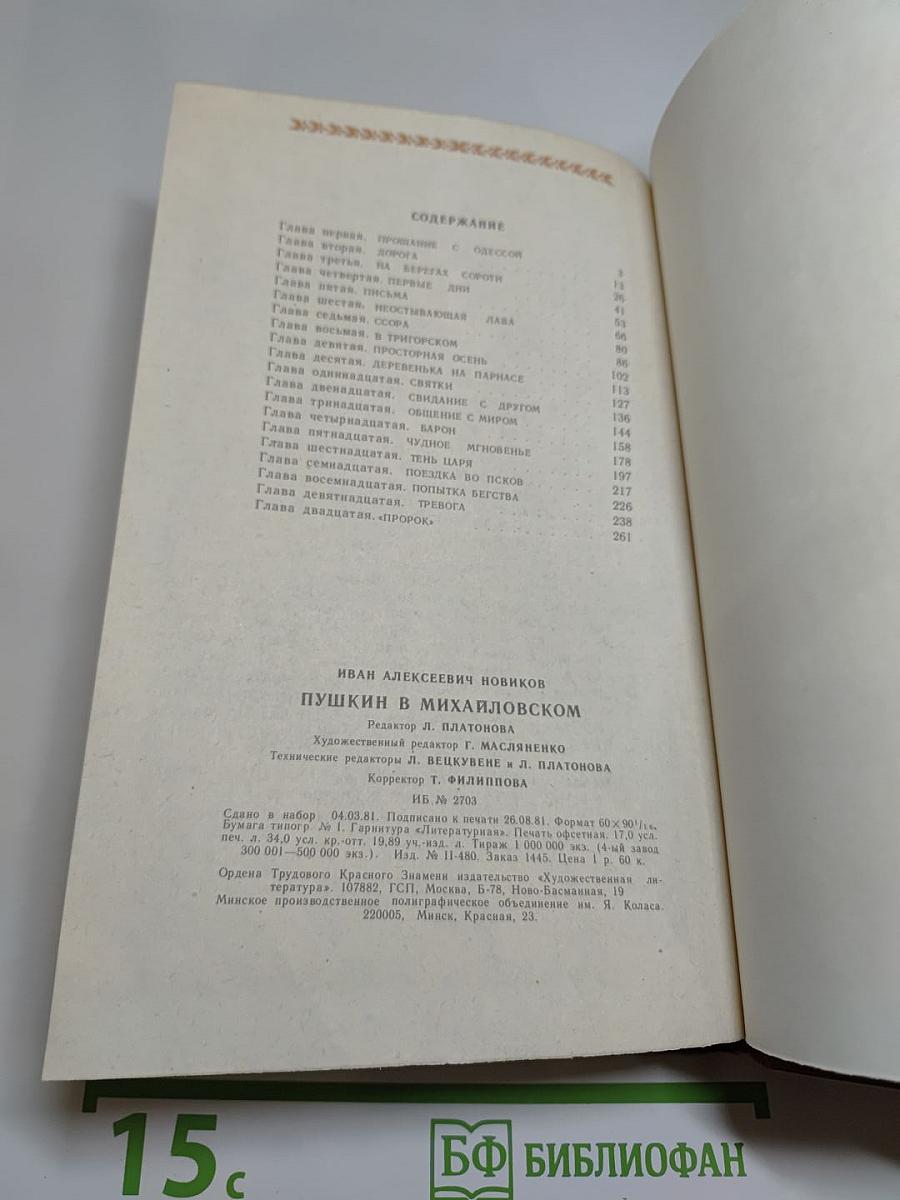 СОДЕРЖАНИЕ
Глава первая. ПРОЩАНИЕ С ОДЕССОЙ 3
Глава вторая. ДОРОГА 13
Глава третья. НА БЕРЕГАХ СОРОТИ 26
Глава четвертая. ПЕРВЫЕ ДНИ 41
Глава пятая. ПИСЬМА 53
Глава шестая. НЕОСТЫВАЮЩАЯ ЛАВА 66
Глава седьмая. ССОРА 80
Глава восьмая. В ТРИГОРСКОМ 86
Глава девятая. ПРОСТОРНАЯ ОСЕНЬ 102
Глава десятая. ДЕРЕВЕНЬКА НА ПАРНАСЕ 113
Глава одиннадцатая. СВЯТКИ 127
Глава двенадцатая. СВИДАНИЕ С ДРУГОМ 136
Глава тринадцатая. ОБЩЕНИЕ С МИРОМ 144
Глава четырнадцатая. БАРОН 158
Глава пятнадцатая. ЧУДНОЕ МГНОВЕНЬЕ 178
Глава шестнадцатая. ТЕНЬ ЦАРЯ 197
Глава семнадцатая. ПОЕЗДКА ВО ПСКОВ 217
Глава восемнадцатая. ПОПЫТКА БЕГСТВА 226
Глава девятнадцатая. ТРЕВОГА 238
Глава двадцатая. «ПРОРОК» 261
ИВАН АЛЕКСЕЕВИЧ НОВИКОВ
ПУШКИН В МИХАЙЛОВСКОМ
Редактор Л. ПЛАТОНОВА
Художественный редактор Г. МАСЛЯНЕНКО
Технические редакторы Л. ВЕЦКУВЕНЕ и Л. ПЛАТОНОВА
Корректор Т. ФИЛИППОВА
ИБ № 2703
Сдано в набор 04.03.81. Подписано к печати 26.08.81. Формат 60×90¹/₁₆.
Бумага типогр. № 1. Гарнитура «Литературная». Печать офсетная. 17,0 усл.
печ. л. 34,0 усл. кр.-отт. 19,89 уч.-изд. л. Тираж 1 000 000 экз. (4-ый завод
300 001—500 000 экз.). Изд. № II-480. Заказ 1445. Цена 1 р. 60 к.
Ордена Трудового Красного Знамени издательство «Художественная ли-
тература». 107882, ГСП, Москва, Б-78, Ново-Басманная, 19
Минское производственное полиграфическое объединение им. Я. Коласа.
220005, Минск, Красная, 23.
15 с
БФ БИБЛИОФАН